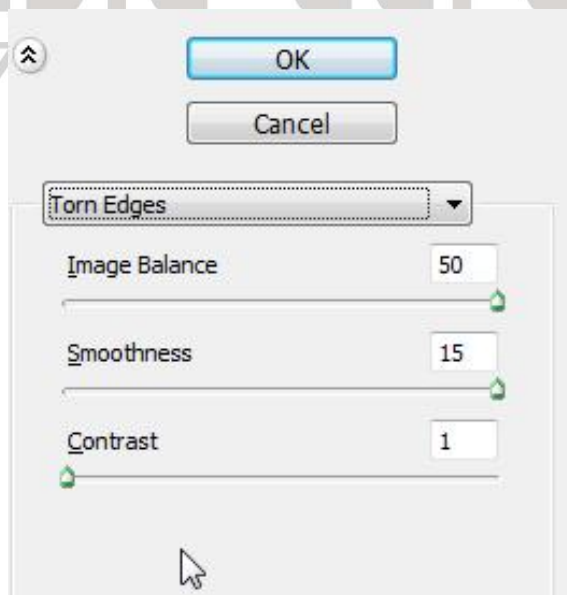 OK
Cancel
Torn Edges
Image Balance 50
Smoothness 15
Contrast 1